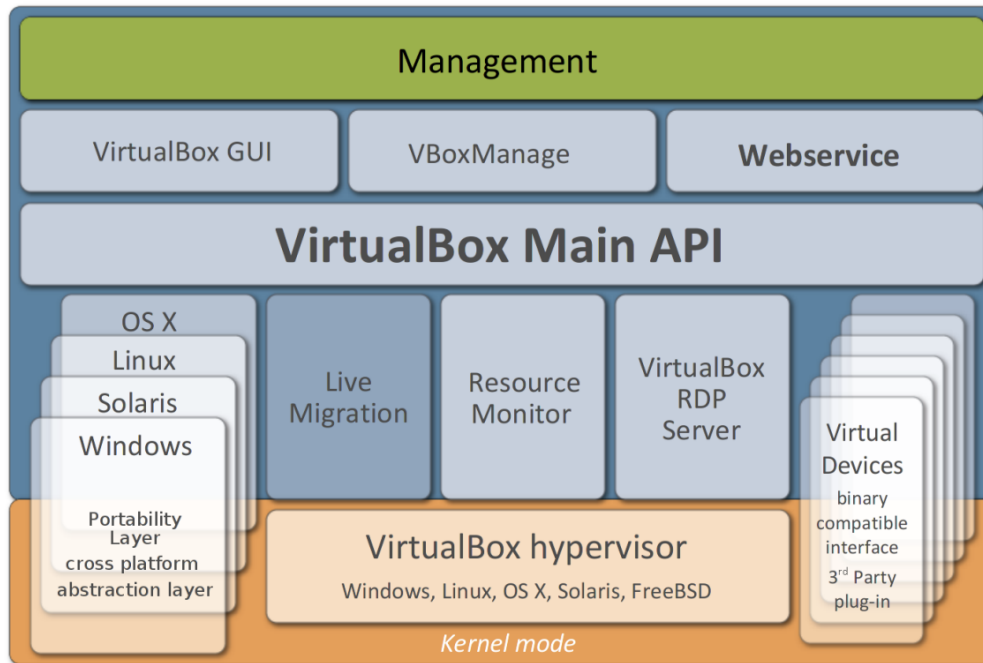 Management
VirtualBox GUI
VBoxManage
Webservice
VirtualBox Main API
OS X
Linux
Solaris
Windows
Portability
Layer
cross platform
abstraction layer
Live
Migration
Resource
Monitor
VirtualBox
RDP
Server
Virtual
Devices
binary
compatible
interface
3rd Party
plug-in
VirtualBox hypervisor
Windows, Linux, OS X, Solaris, FreeBSD
Kernel mode